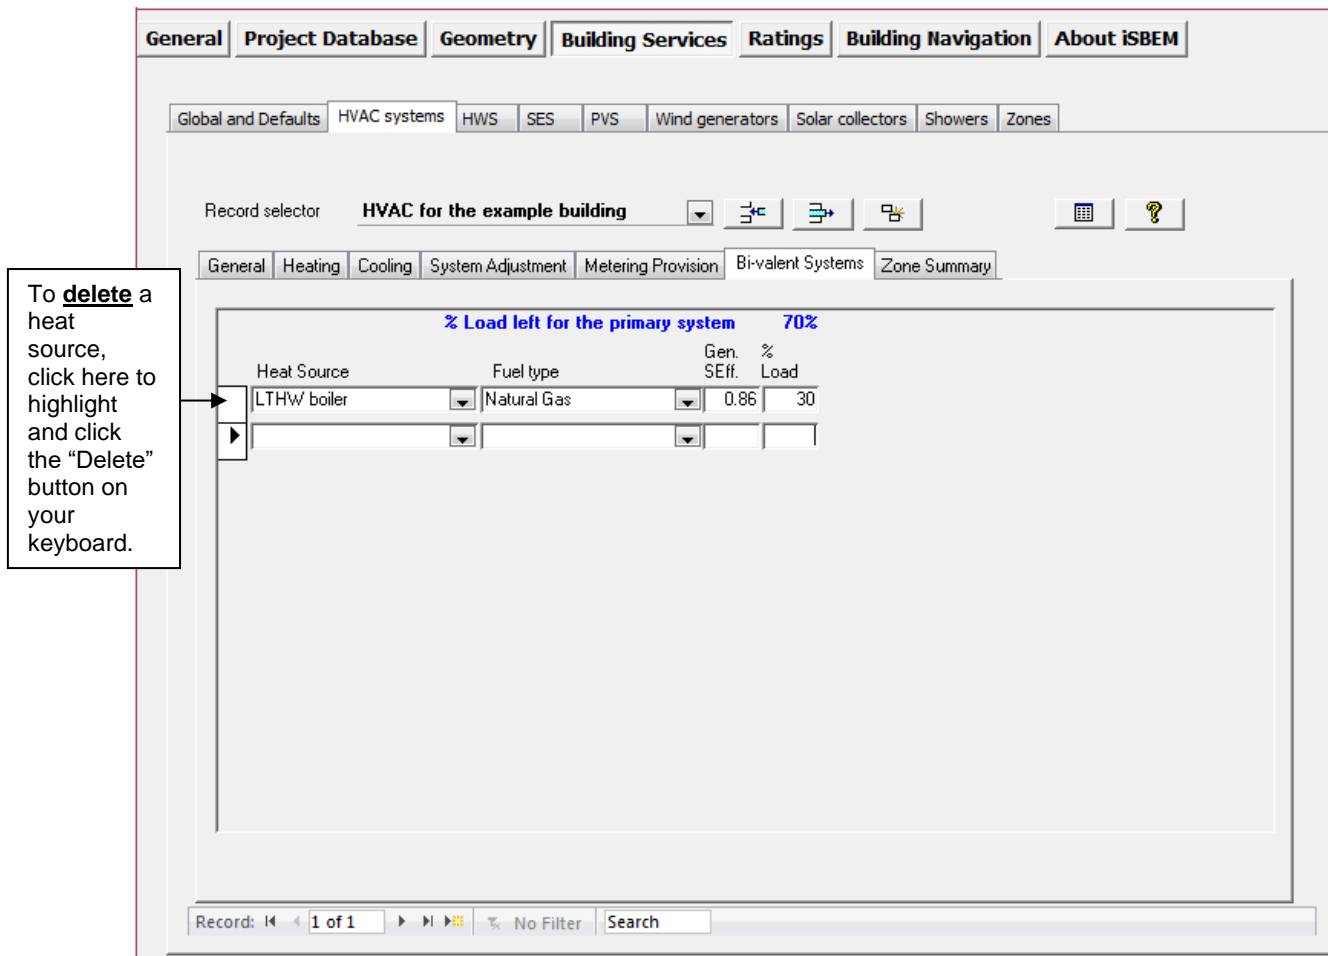 General Project Database Geometry Building Services Ratings Building Navigation About iSBEM
Global and Defaults HVAC systems HWS SES PVS Wind generators Solar collectors Showers Zones
Record selector HVAC for the example building
General Heating Cooling System Adjustment Metering Provision Bi-valent Systems Zone Summary
To delete a
heat
source,
click here to
highlight
and click
the “Delete”
button on
your
keyboard.
% Load left for the primary system 70%
Gen. %
Heat Source Fuel type SEff. Load
LTHW boiler Natural Gas 0.86 30
Record: 1 of 1 No Filter Search